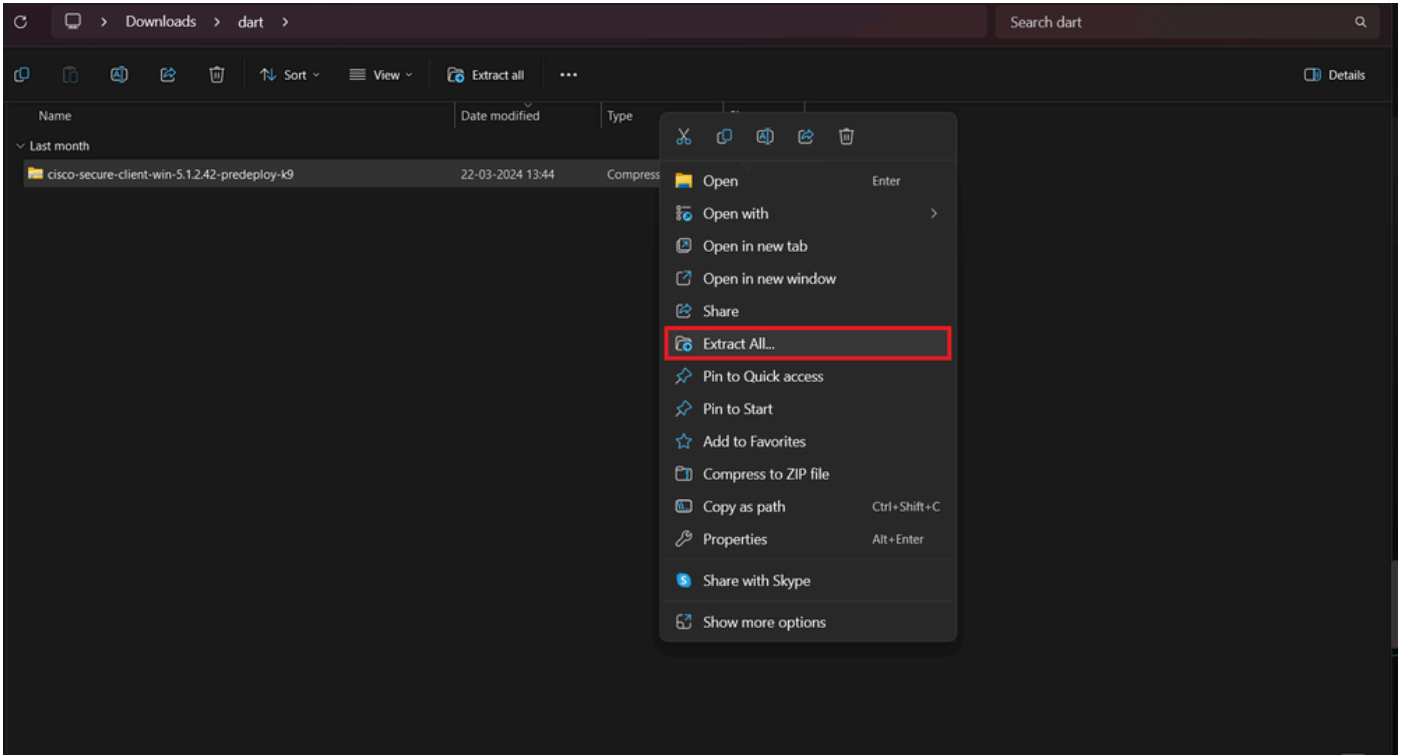 Downloads > dart >
Search dart
Sort
View
Extract all
Details
Name
Date modified
Type
Last month
cisco-secure-client-win-5.1.2.42-predeploy-k9
22-03-2024 13:44
Compress
Open Enter
Open with
Open in new tab
Open in new window
Share
Extract All...
Pin to Quick access
Pin to Start
Add to Favorites
Compress to ZIP file
Copy as path Ctrl+Shift+C
Properties Alt+Enter
Share with Skype
Show more options